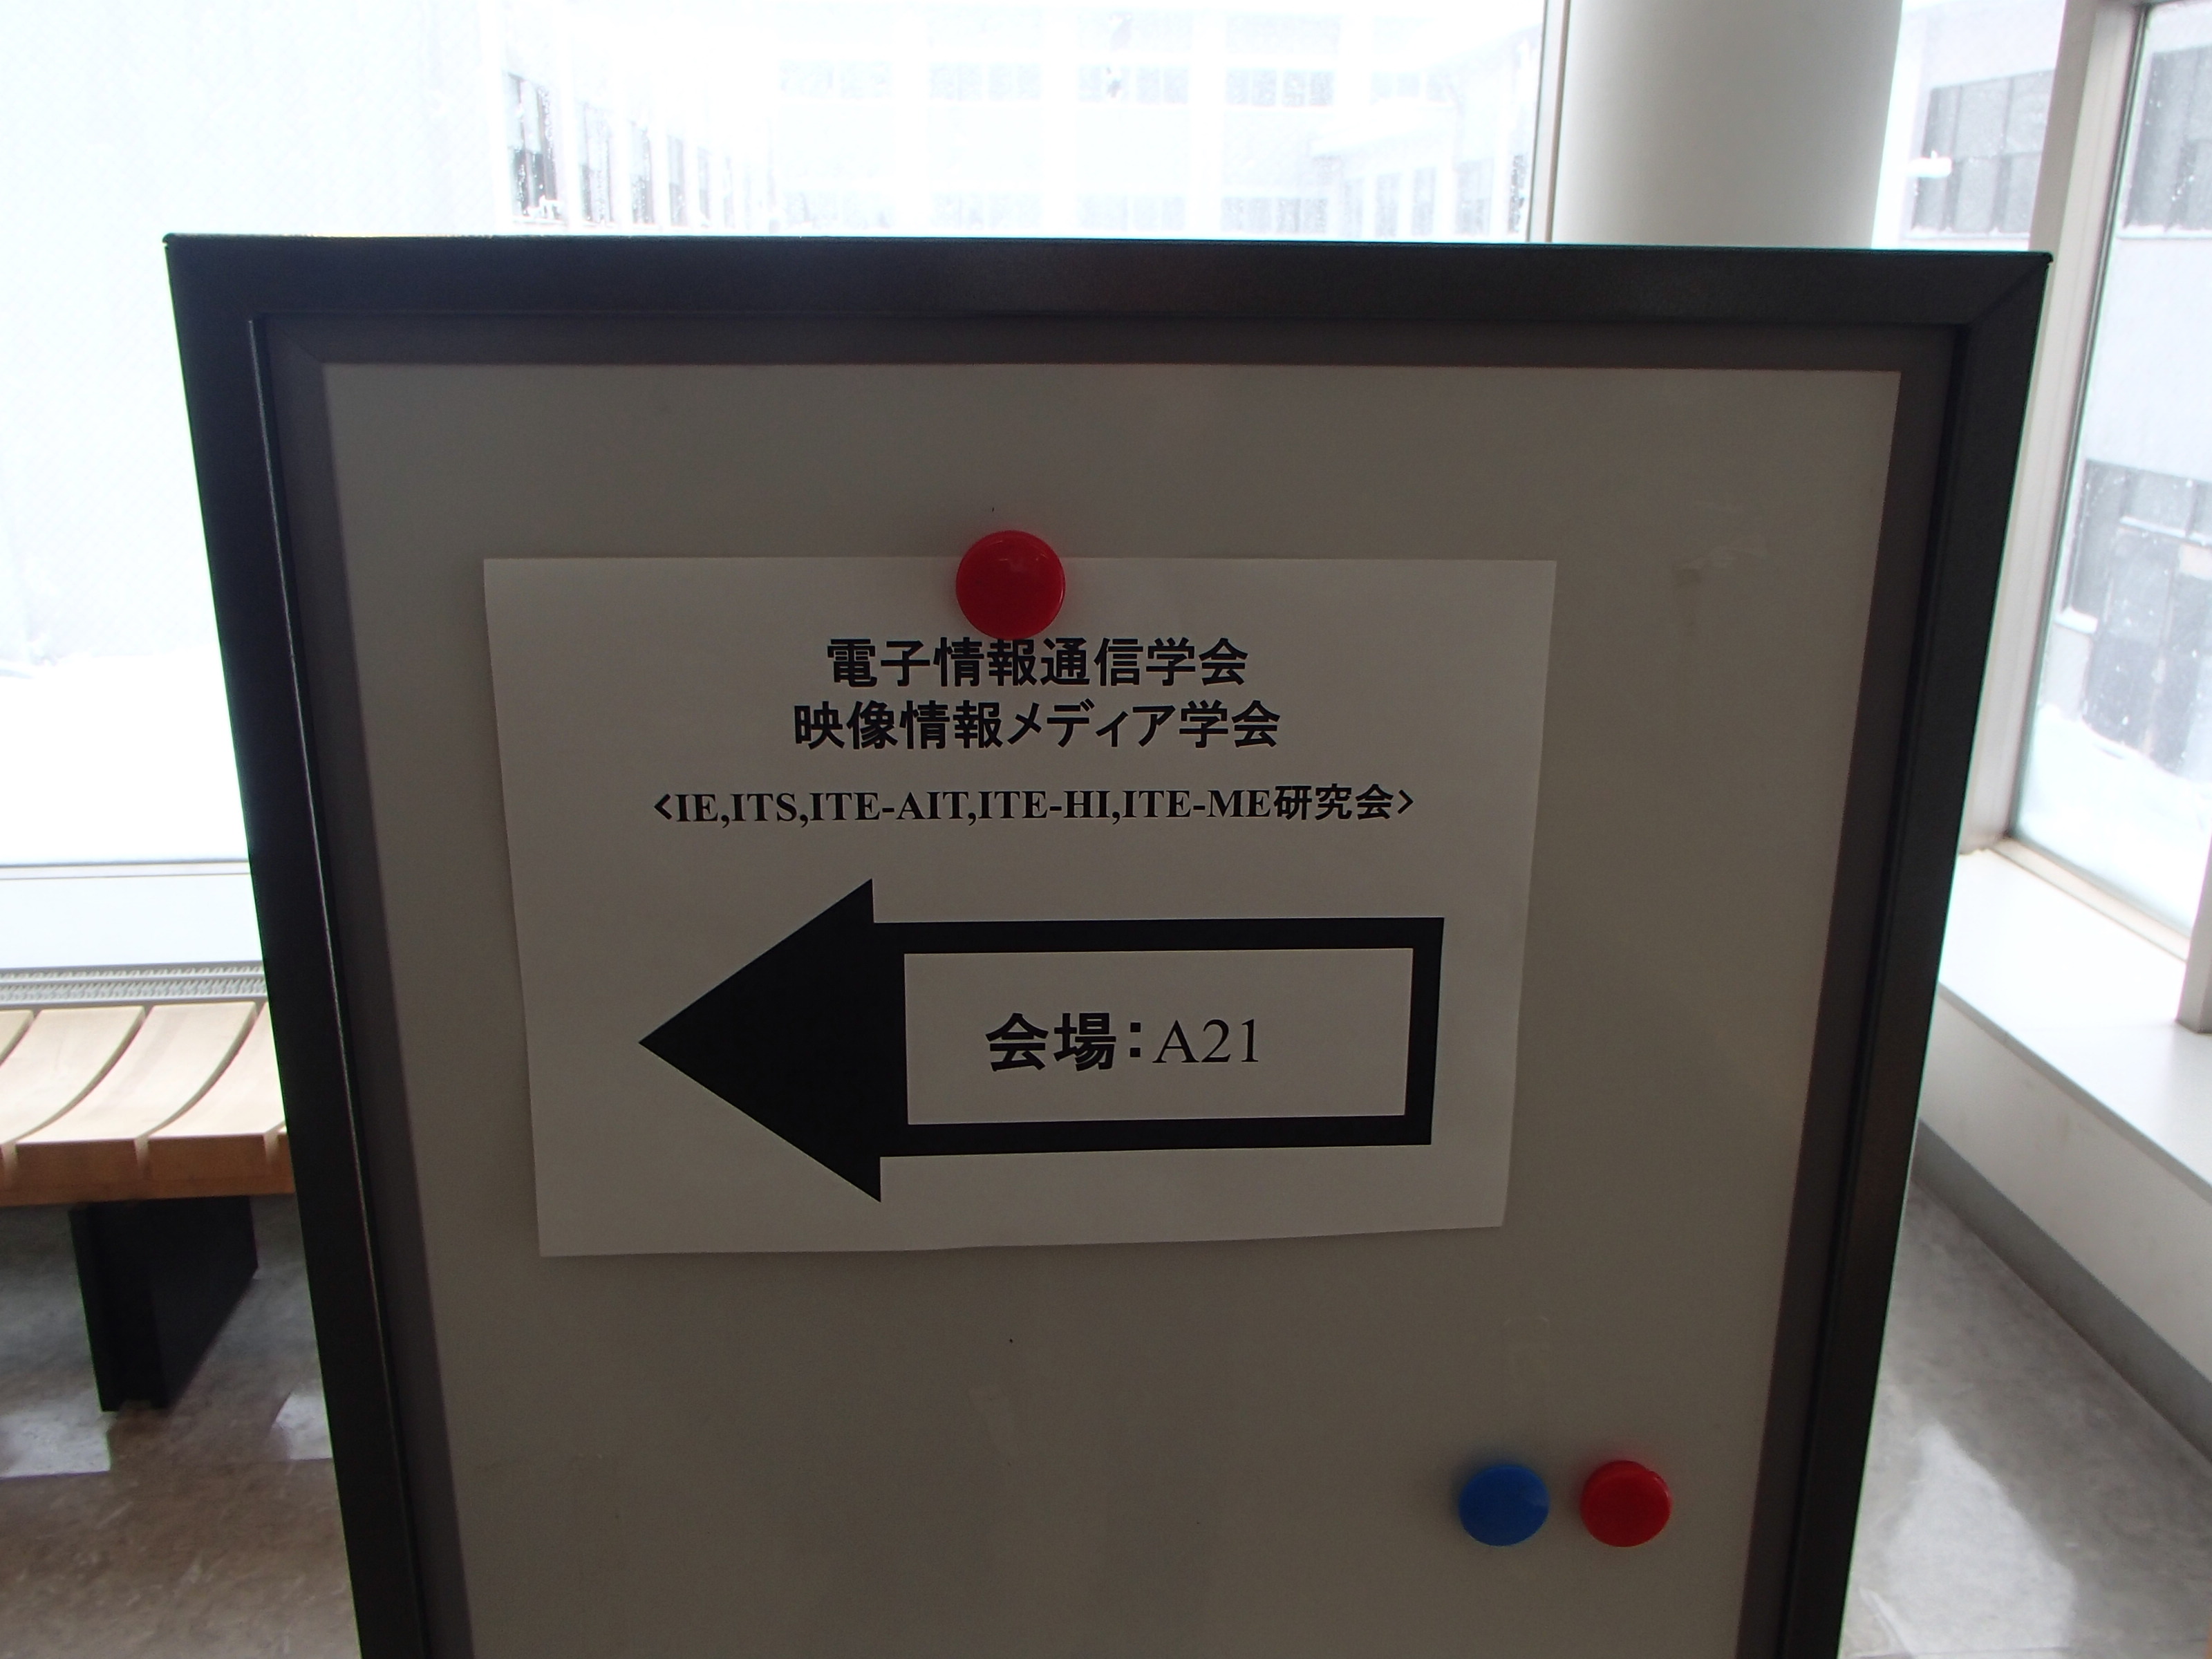 電子情報通信学会
映像情報メディア学会
<IE,ITS,ITE-AIT,ITE-HI,ITE-ME研究会>
会場：A21